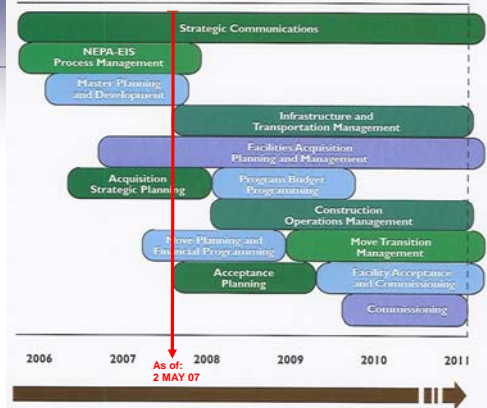 Strategic Communications
NEPA-EIS
Process Management
Master Planning
and Development
Infrastructure and
Transportation Management
Facilities Acquisition
Planning and Management
Acquisition
Strategic Planning
Program Budget
Programming
Construction
Operations Management
Move Planning and
Financial Programming
Move Transition
Management
Acceptance
Planning
Facility Acceptance
and Commissioning
Commissioning
2006 2007 2008 2009 2010 2011
As of:
2 MAY 07